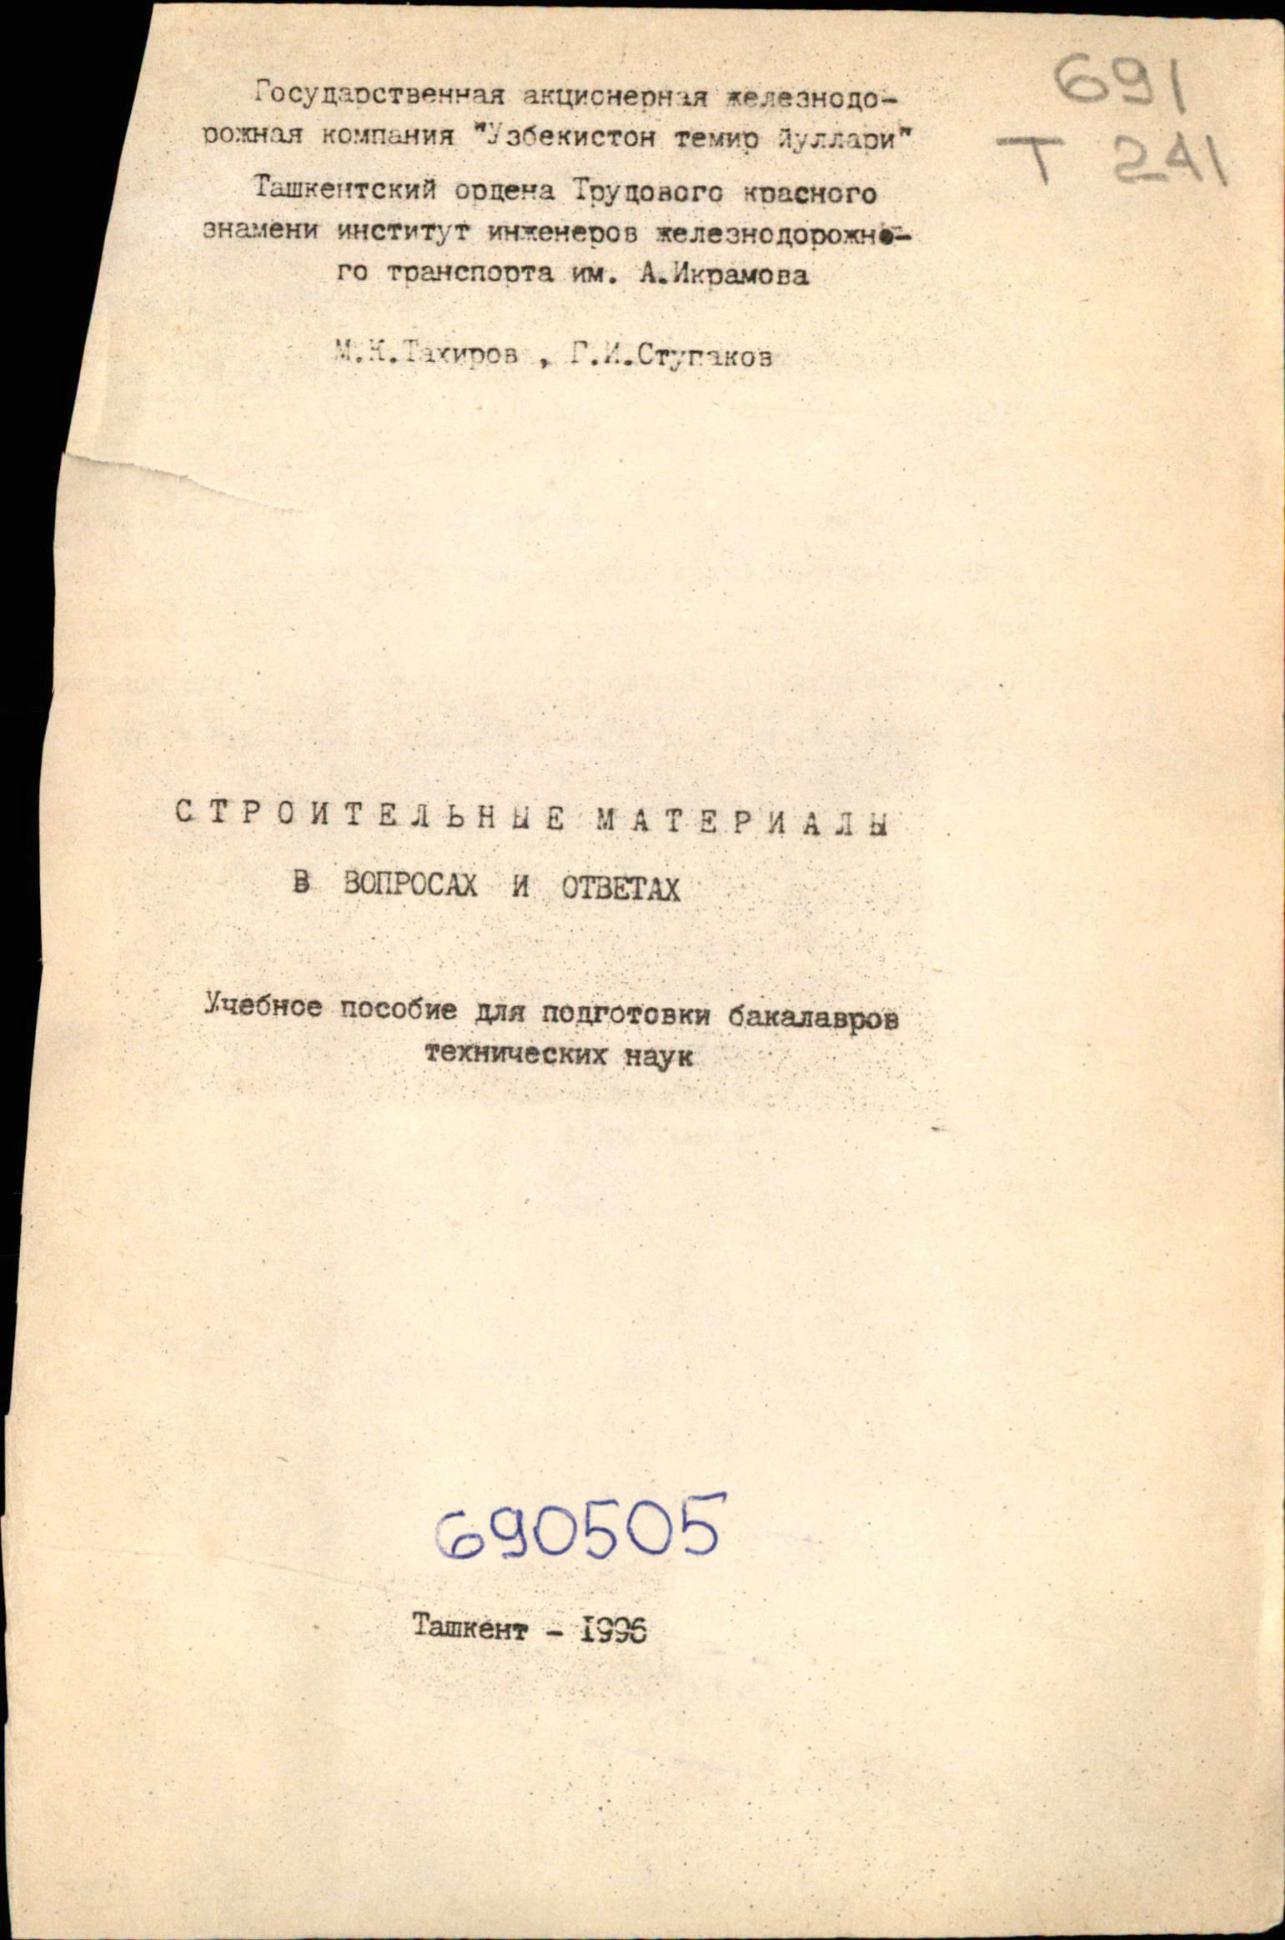 691
Т 241
Государственная акционерная железнодо-
рожная компания "Узбекистон темир йуллари"
Ташкентский ордена Трудового красного
знамени институт инженеров железнодорожно-
го транспорта им. А.Икрамова
М.К.Тахиров, Г.И.Ступаков
СТРОИТЕЛЬНЫЕ МАТЕРИАЛЫ
В ВОПРОСАХ И ОТВЕТАХ
Учебное пособие для подготовки бакалавров
технических наук
690505
Ташкент - 1996